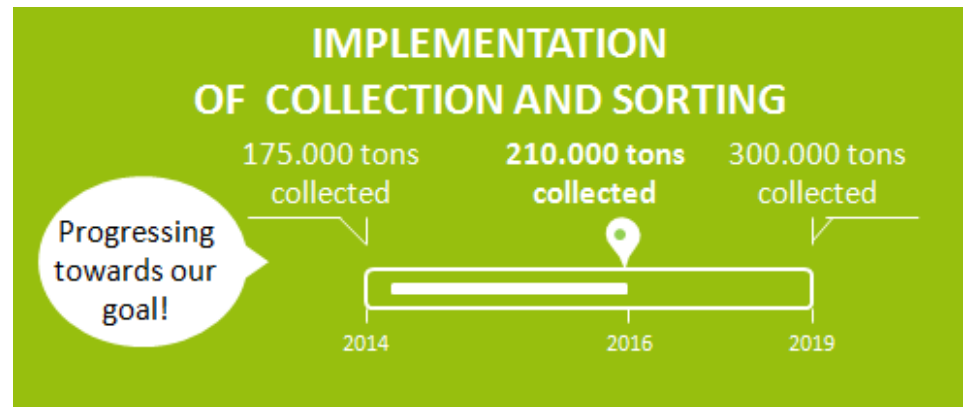 IMPLEMENTATION
OF COLLECTION AND SORTING
175.000 tons
collected
210.000 tons
collected
300.000 tons
collected
Progressing
towards our
goal!
2014
2016
2019